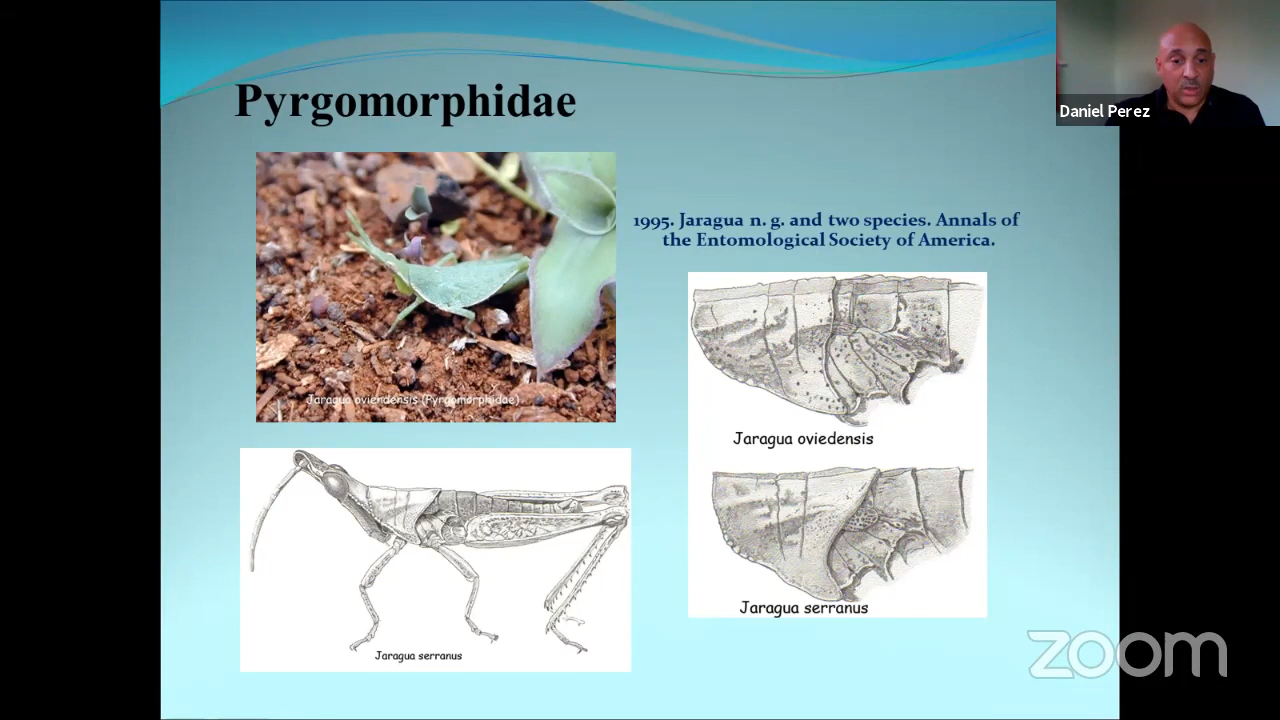 Pyrgomorphidae
Daniel Perez
1995. Jaragua n. g. and two species. Annals of
the Entomological Society of America.
Jaragua oviendensis (Pyrgomorphidae)
Jaragua oviedensis
Jaragua serranus
Jaragua serranus
zoom